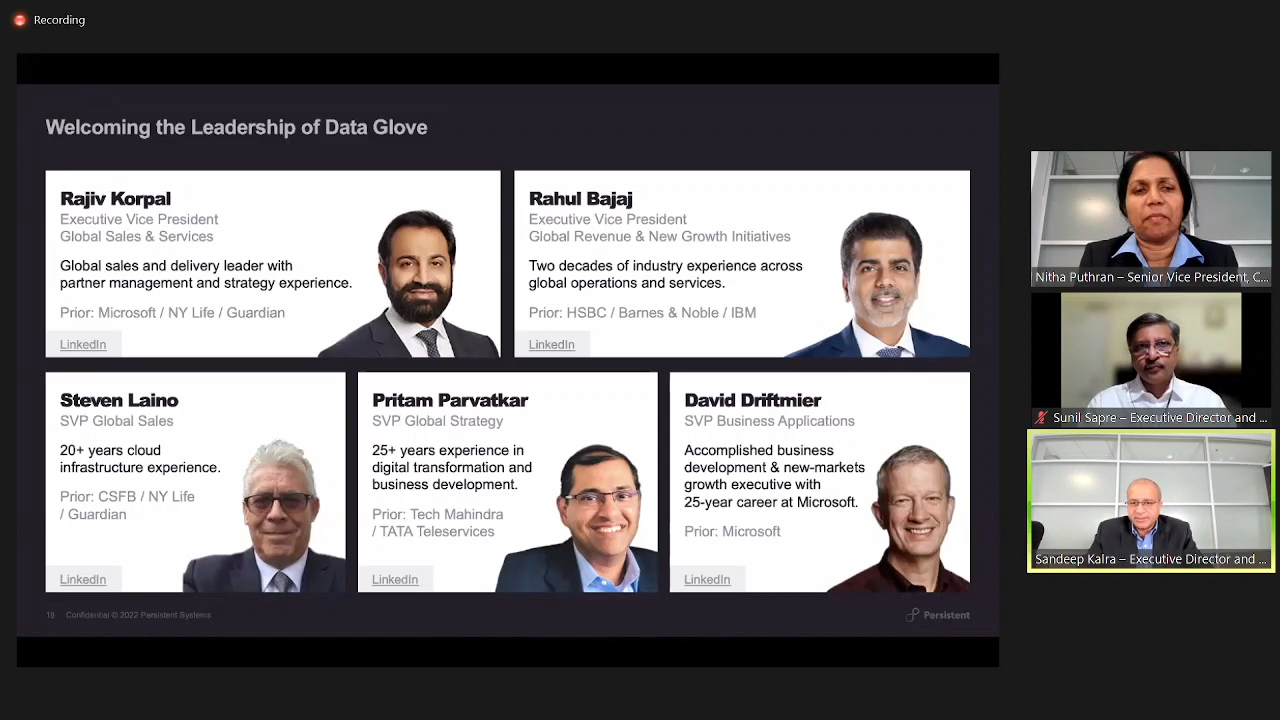 Recording
Welcoming the Leadership of Data Glove
Rajiv Korpal
Executive Vice President
Global Sales & Services
Global sales and delivery leader with
partner management and strategy experience.
Prior: Microsoft / NY Life / Guardian
LinkedIn
Rahul Bajaj
Executive Vice President
Global Revenue & New Growth Initiatives
Two decades of industry experience across
global operations and services.
Prior: HSBC / Barnes & Noble / IBM
LinkedIn
Steven Laino
SVP Global Sales
20+ years cloud
infrastructure experience.
Prior: CSFB / NY Life
/ Guardian
LinkedIn
Pritam Parvatkar
SVP Global Strategy
25+ years experience in
digital transformation and
business development.
Prior: Tech Mahindra
/ TATA Teleservices
LinkedIn
David Driftmier
SVP Business Applications
Accomplished business
development & new-markets
growth executive with
25-year career at Microsoft.
Prior: Microsoft
LinkedIn
18 Confidential © 2022 Persistent Systems
Persistent
Nitha Puthran – Senior Vice President, C...
Sunil Sapre – Executive Director and ...
Sandeep Kalra – Executive Director and ...